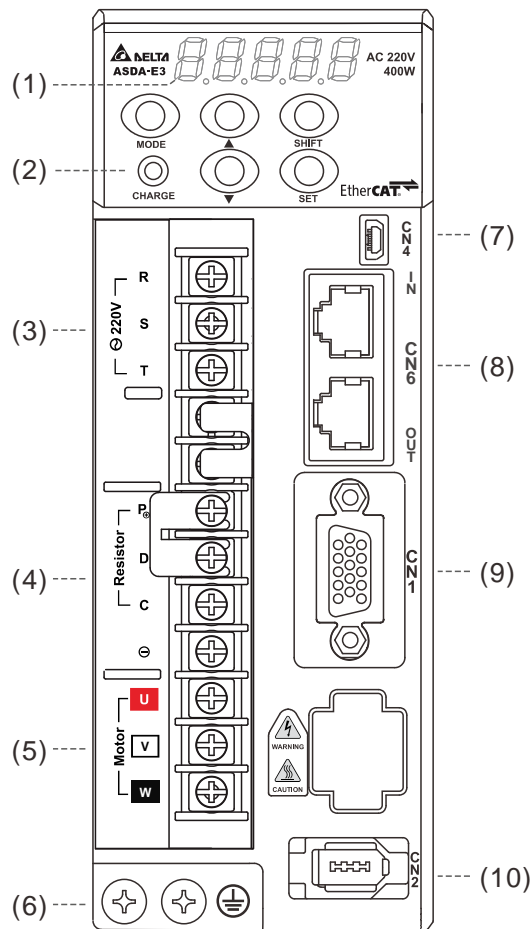 DELTA
ASDA-E3
AC 220V
400W
(1)
MODE
SHIFT
(2)
CHARGE
SET
EtherCAT
CN4
(7)
R
S
T
220V
(3)
IN
CN6
OUT
(8)
P⊕
D
C
⊖
Resistor
(4)
CN1
(9)
U
V
W
Motor
(5)
WARNING
CAUTION
CN2
(10)
(6)